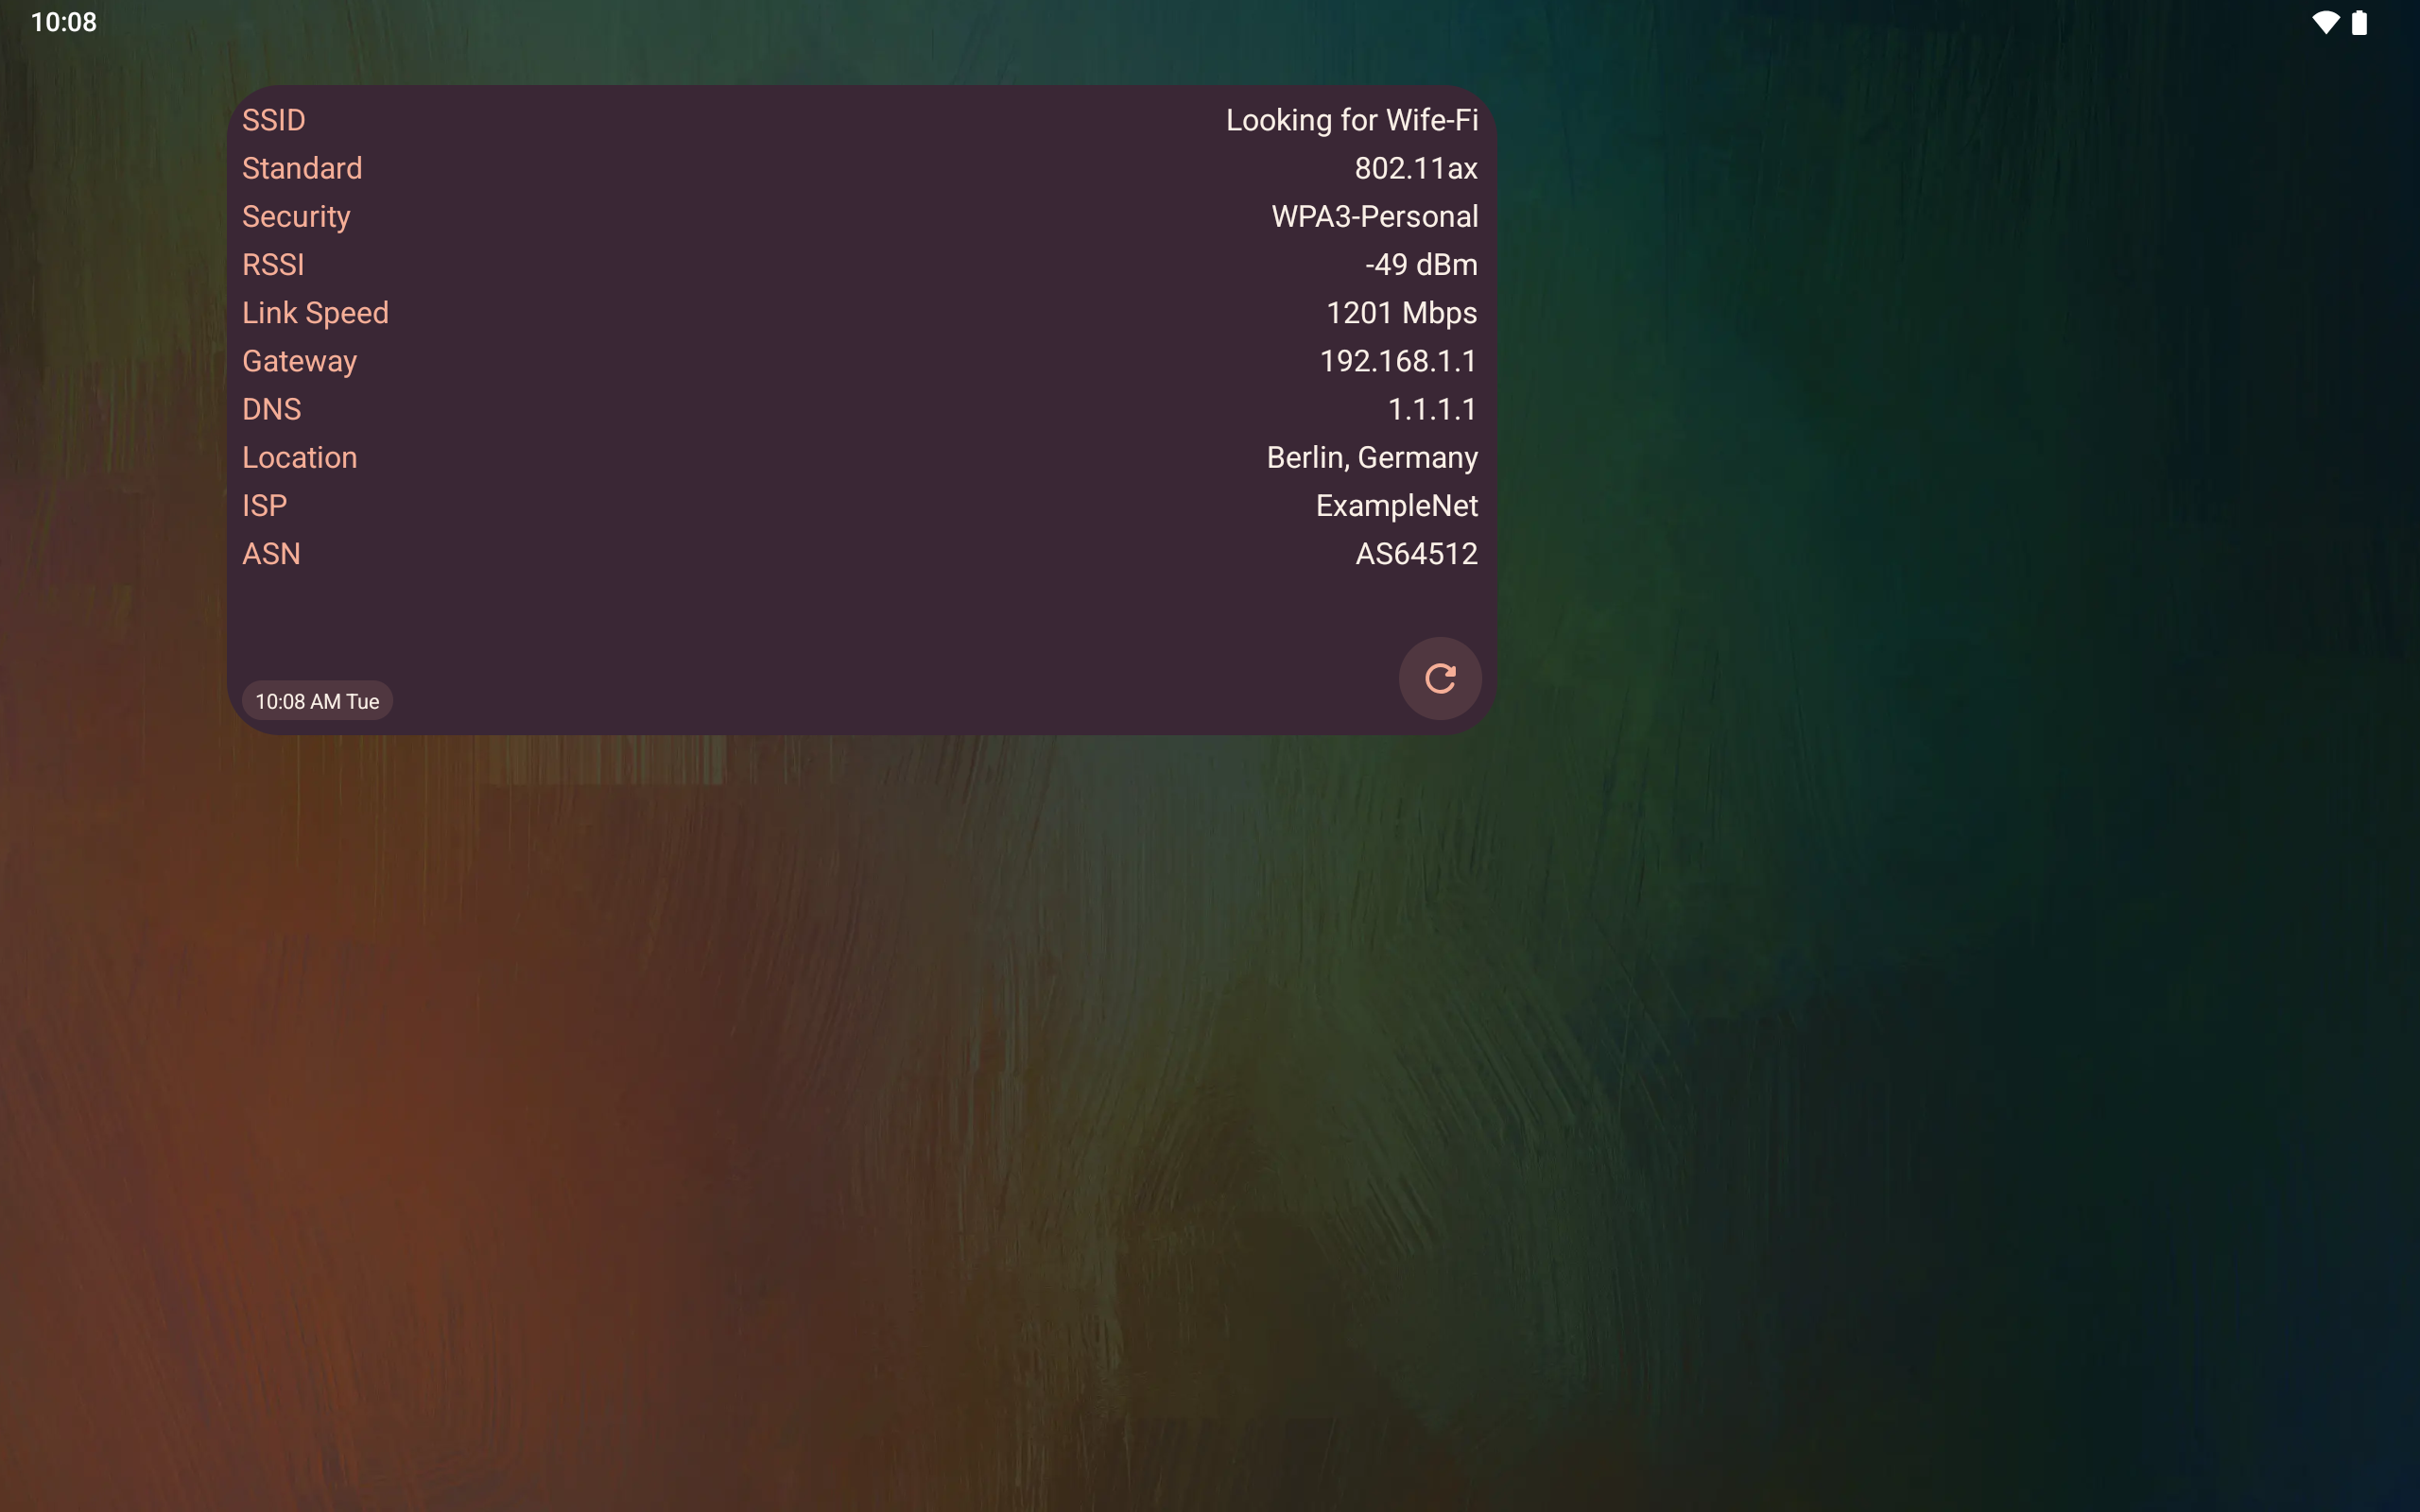 10:08
SSID Looking for Wife-Fi
Standard 802.11ax
Security WPA3-Personal
RSSI -49 dBm
Link Speed 1201 Mbps
Gateway 192.168.1.1
DNS 1.1.1.1
Location Berlin, Germany
ISP ExampleNet
ASN AS64512
10:08 AM Tue